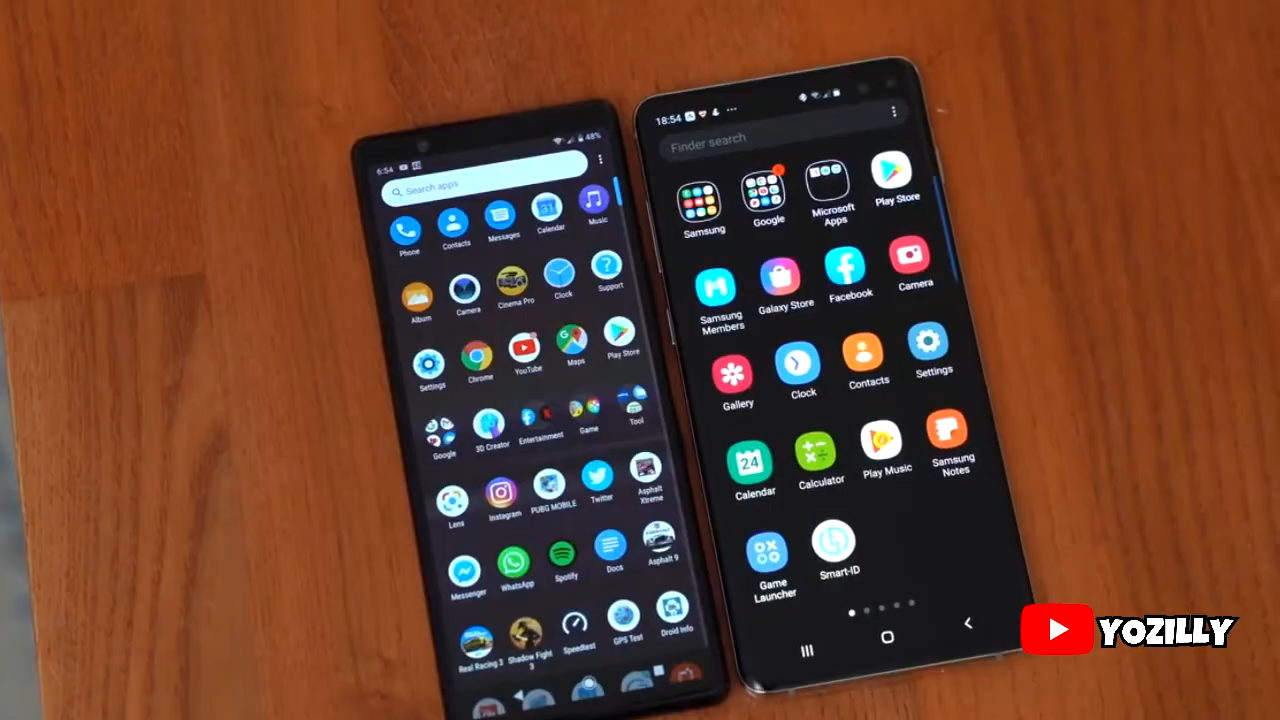 6:54
48%
Search apps
Phone
Contacts
Messages
Calendar
Music
Album
Camera
Cinema Pro
Clock
Support
Settings
Chrome
YouTube
Maps
Play Store
Google
3D Creator
Entertainment
Game
Tool
Lens
Instagram
PUBG MOBILE
Twitter
Asphalt
Xtreme
Messenger
WhatsApp
Spotify
Docs
Asphalt 9
Real Racing 3
Shadow Fight
3
Speedtest
GPS Test
Droid Info
18:54
Finder search
Samsung
Google
Microsoft
Apps
Play Store
Samsung
Members
Galaxy Store
Facebook
Camera
Gallery
Clock
Contacts
Settings
24
Calendar
Calculator
Play Music
Samsung
Notes
Game
Launcher
Smart-ID
YOZILLY